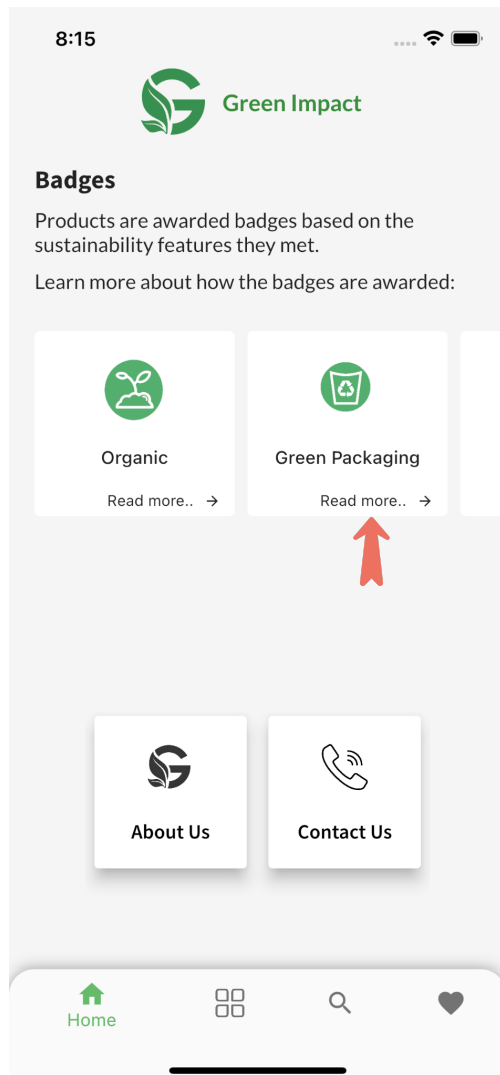 8:15
Green Impact
Badges
Products are awarded badges based on the
sustainability features they met.
Learn more about how the badges are awarded:
Organic
Read more..
Green Packaging
Read more..
About Us
Contact Us
Home